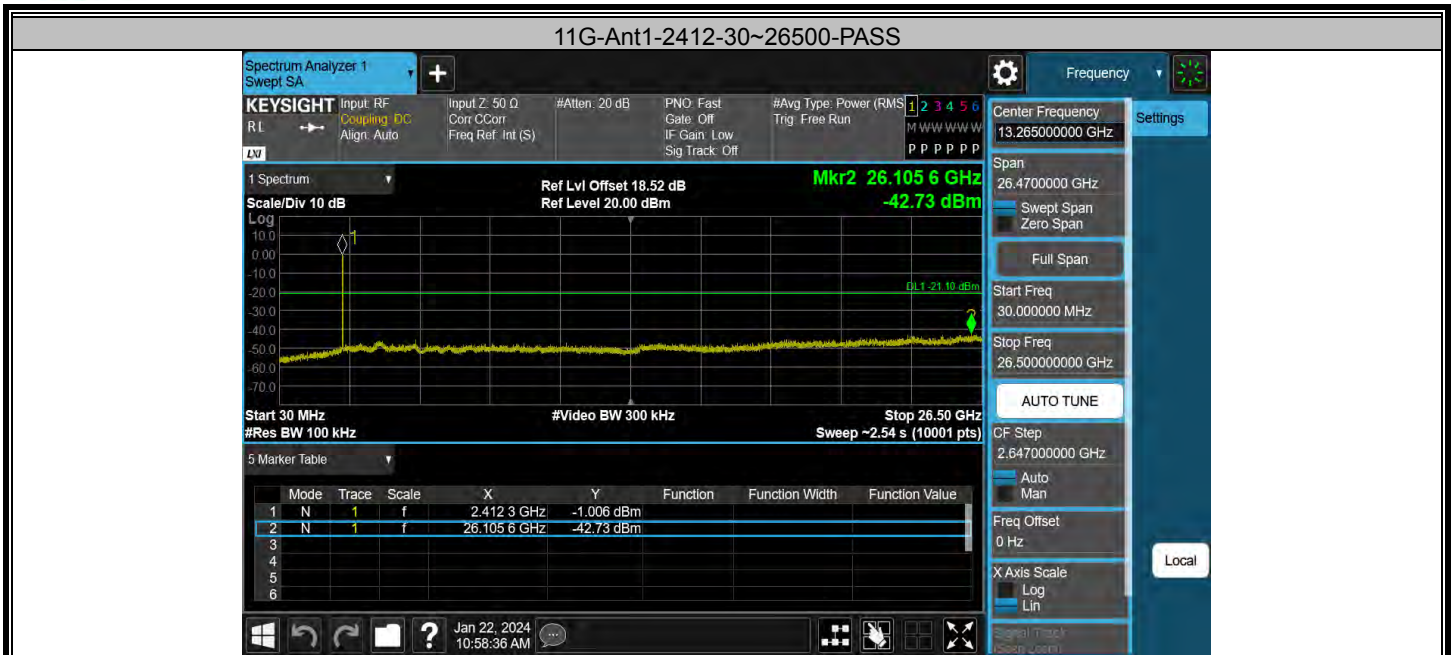 11G-Ant1-2412-30~26500-PASS
Spectrum Analyzer 1
Swept SA
Frequency
KEYSIGHT
RL
LXI
Input: RF
Coupling: DC
Align: Auto
Input Z: 50 Ω
Corr CCorr
Freq Ref: Int (S)
#Atten: 20 dB
PNO: Fast
Gate: Off
IF Gain: Low
Sig Track: Off
#Avg Type: Power (RMS
Trig: Free Run
1 2 3 4 5 6
M W W W W W
P P P P P P
1 Spectrum
Scale/Div 10 dB
Ref Lvl Offset 18.52 dB
Ref Level 20.00 dBm
Mkr2 26.105 6 GHz
-42.73 dBm
Log
10.0
0.00
-10.0
-20.0
-30.0
-40.0
-50.0
-60.0
-70.0
1
DL1 -21.10 dBm
2
Start 30 MHz
#Res BW 100 kHz
#Video BW 300 kHz
Stop 26.50 GHz
Sweep ~2.54 s (10001 pts)
5 Marker Table
Mode Trace Scale X Y Function Function Width Function Value
1 N 1 f 2.412 3 GHz -1.006 dBm
2 N 1 f 26.105 6 GHz -42.73 dBm
3
4
5
6
Jan 22, 2024
10:58:36 AM
Center Frequency
13.265000000 GHz
Span
26.4700000 GHz
Swept Span
Zero Span
Full Span
Start Freq
30.000000 MHz
Stop Freq
26.500000000 GHz
AUTO TUNE
CF Step
2.647000000 GHz
Auto
Man
Freq Offset
0 Hz
X Axis Scale
Log
Lin
Signal Track
(Span Zoom)
Settings
Local